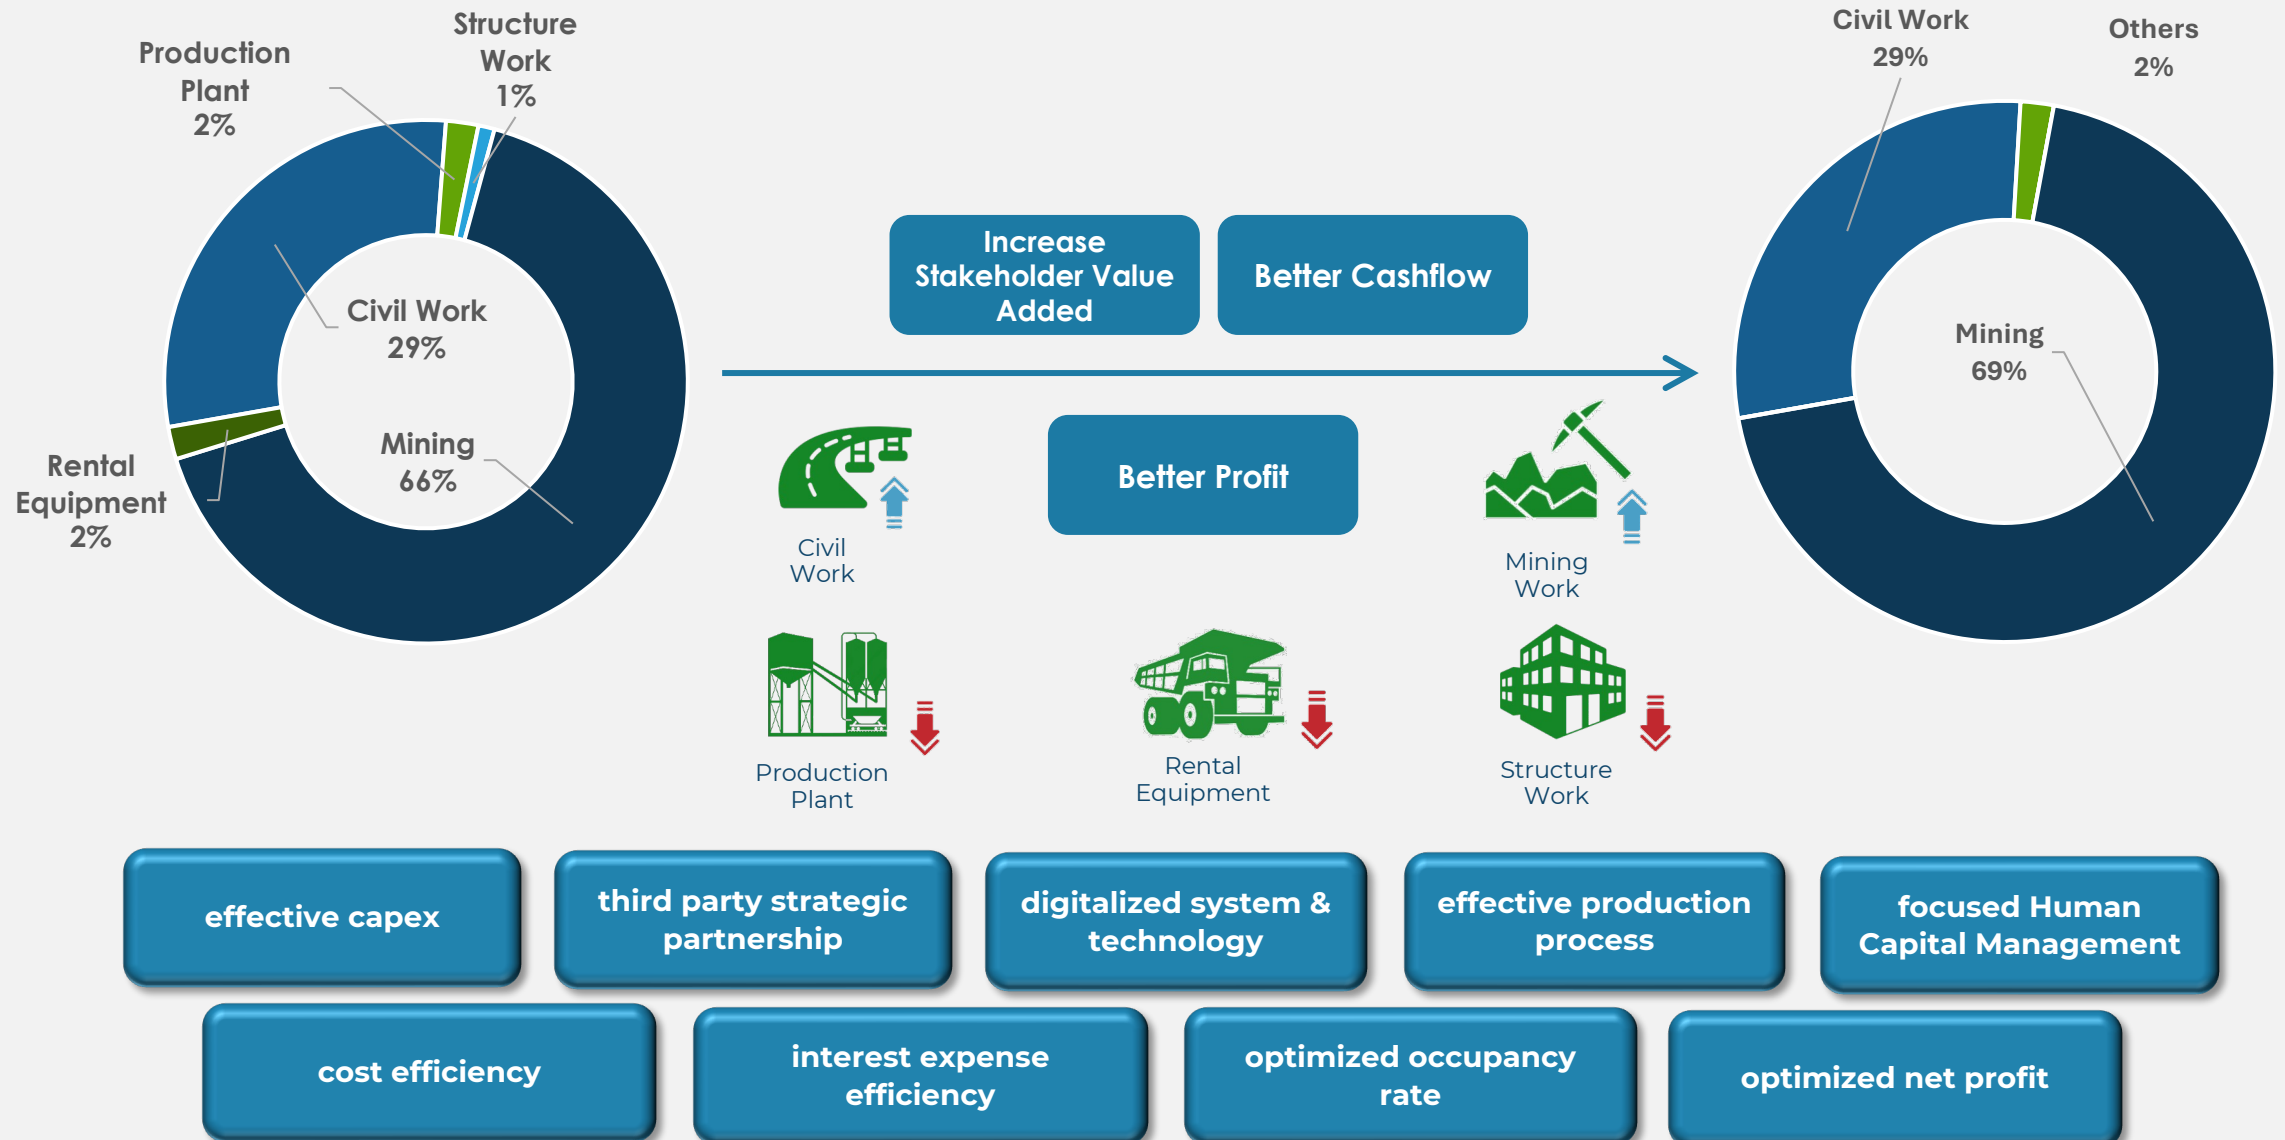 Structure
Work
1%
Production
Plant
2%
Civil Work
29%
Mining
66%
Rental
Equipment
2%
Increase
Stakeholder Value
Added
Better Cashflow
Better Profit
Civil Work
29%
Others
2%
Mining
69%
Civil
Work
Mining
Work
Production
Plant
Rental
Equipment
Structure
Work
effective capex
third party strategic
partnership
digitalized system &
technology
effective production
process
focused Human
Capital Management
cost efficiency
interest expense
efficiency
optimized occupancy
rate
optimized net profit